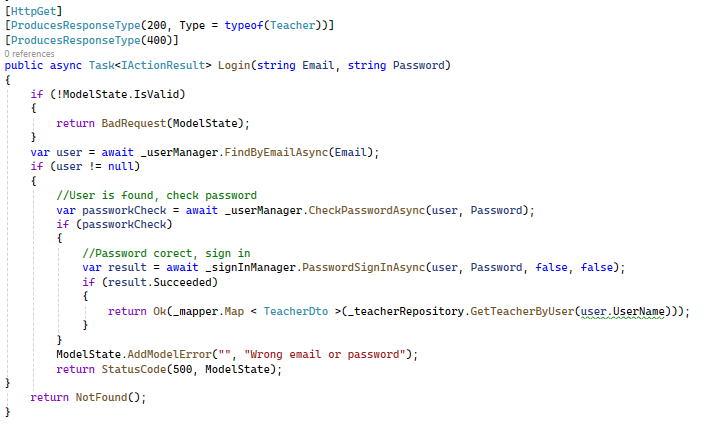 [HttpGet]
[ProducesResponseType(200, Type = typeof(Teacher))]
[ProducesResponseType(400)]
0 references
public async Task<IActionResult> Login(string Email, string Password)
{
    if (!ModelState.IsValid)
    {
        return BadRequest(ModelState);
    }
    var user = await _userManager.FindByEmailAsync(Email);
    if (user != null)
    {
        //User is found, check password
        var passworkCheck = await _userManager.CheckPasswordAsync(user, Password);
        if (passworkCheck)
        {
            //Password corect, sign in
            var result = await _signInManager.PasswordSignInAsync(user, Password, false, false);
            if (result.Succeeded)
            {
                return Ok(_mapper.Map < TeacherDto >(_teacherRepository.GetTeacherByUser(user.UserName)));
            }
        }
        ModelState.AddModelError("", "Wrong email or password");
        return StatusCode(500, ModelState);
}
    return NotFound();
}